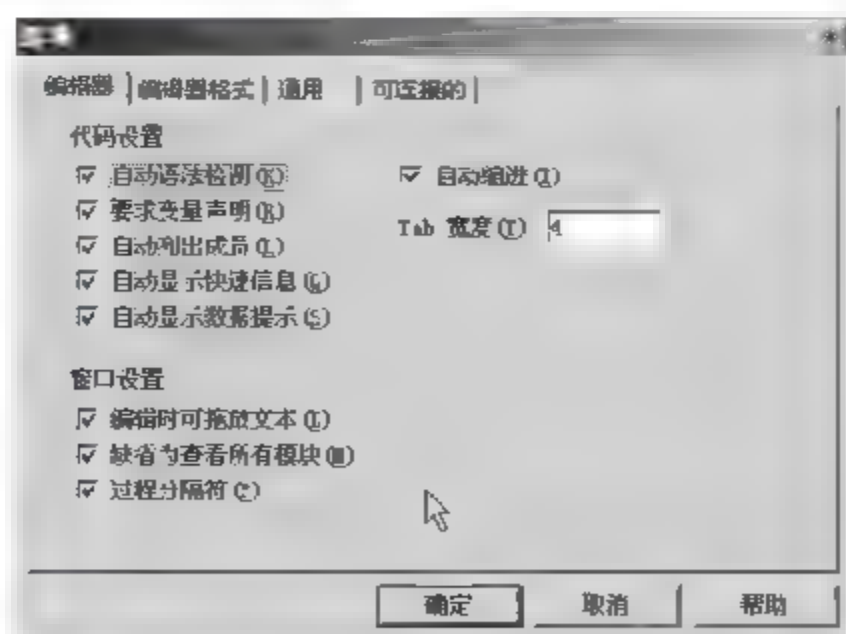 编辑器 编辑器格式 通用 可连接的
代码设置
自动语法检测(K) 自动缩进(I)
要求变量声明(R) Tab 宽度(T) 4
自动列出成员(L)
自动显示快速信息(Q)
自动显示数据提示(S)
窗口设置
编辑时可拖放文本(D)
缺省为查看所有模块(M)
过程分隔符(P)
确定 取消 帮助